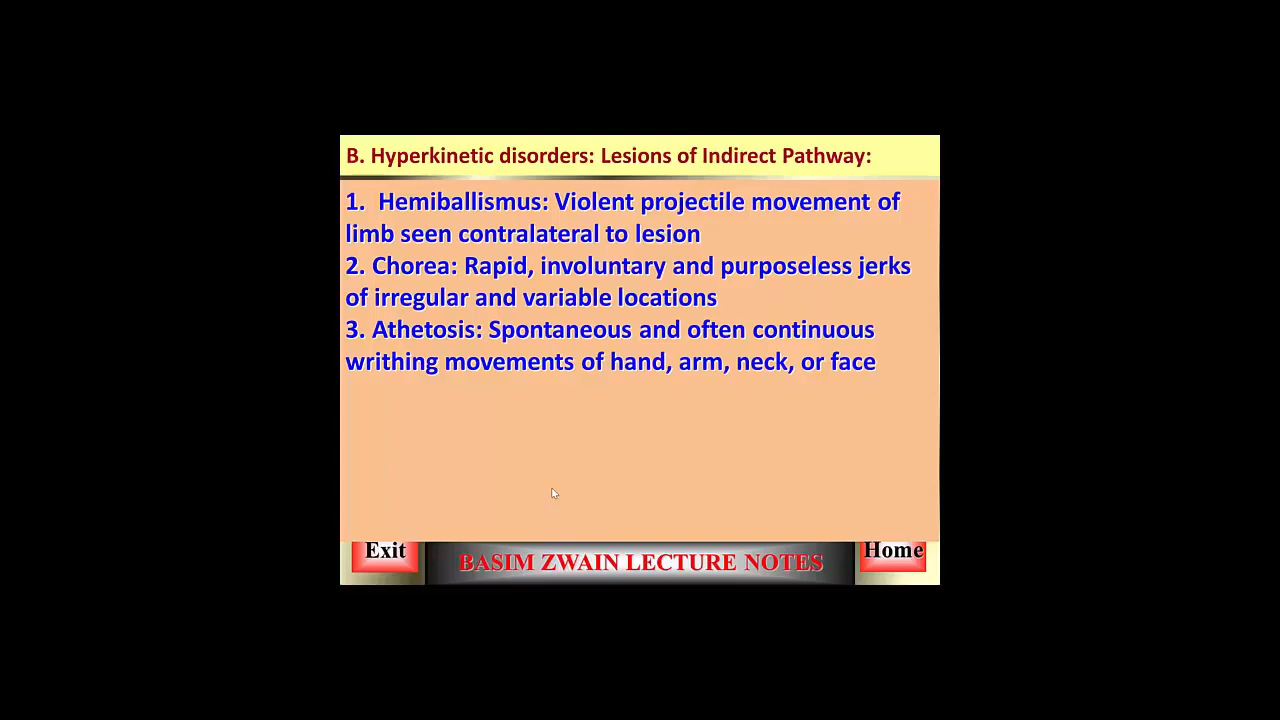 B. Hyperkinetic disorders: Lesions of Indirect Pathway:
1. Hemiballismus: Violent projectile movement of
limb seen contralateral to lesion
2. Chorea: Rapid, involuntary and purposeless jerks
of irregular and variable locations
3. Athetosis: Spontaneous and often continuous
writhing movements of hand, arm, neck, or face
Exit
BASIM ZWAIN LECTURE NOTES
Home